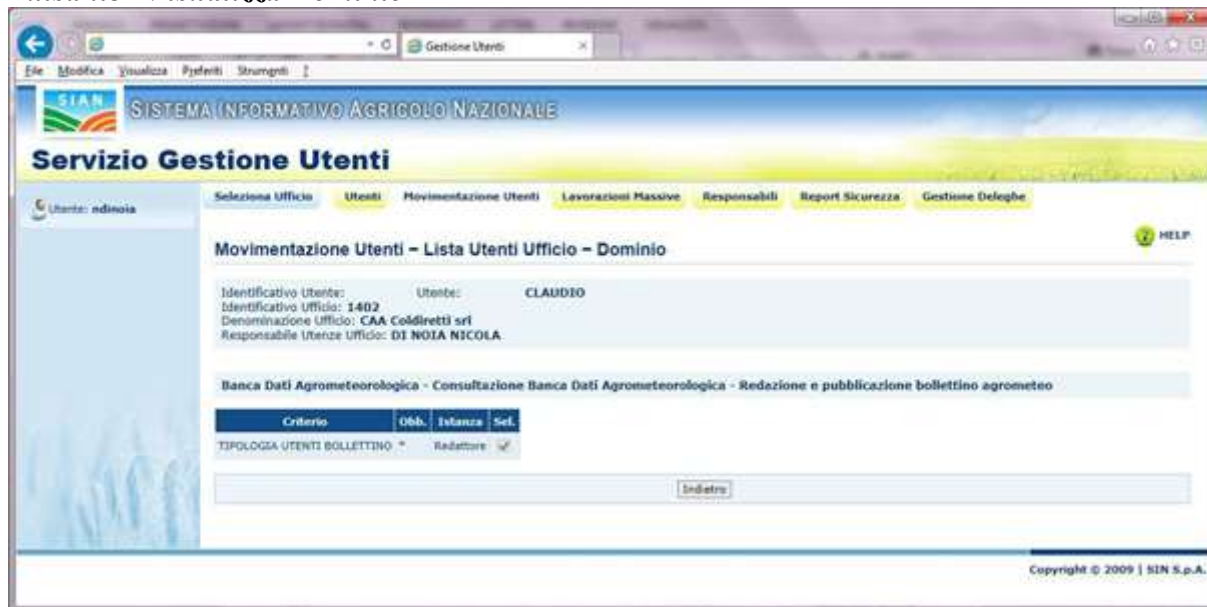 Gestione Utenti
File Modifica Visualizza Preferiti Strumenti ?
SIAN SISTEMA INFORMATIVO AGRICOLO NAZIONALE
Servizio Gestione Utenti
Utente: ndinoia
Seleziona Ufficio Utenti Movimentazione Utenti Lavorazioni Massive Responsabili Report Sicurezza Gestione Deleghe
HELP
Movimentazione Utenti – Lista Utenti Ufficio – Dominio
Identificativo Utente: Utente: CLAUDIO
Identificativo Ufficio: 1402
Denominazione Ufficio: CAA Coldiretti srl
Responsabile Utenze Ufficio: DI NOIA NICOLA
Banca Dati Agrometeorologica - Consultazione Banca Dati Agrometeorologica - Redazione e pubblicazione bollettino agrometeo
Criterio Obb. Istanza Sel.
TIPOLOGIA UTENTI BOLLETTINO * Redattore
Indietro
Copyright © 2009 | SIN S.p.A.